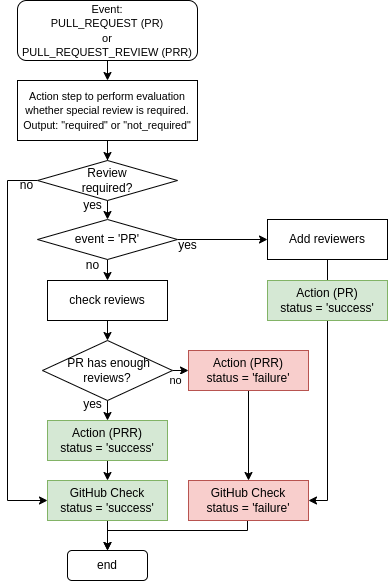 Event:
PULL_REQUEST (PR)
or
PULL_REQUEST_REVIEW (PRR)
Action step to perform evaluation
whether special review is required.
Output: "required" or "not_required"
Review
required?
no
yes
event = 'PR'
yes
no
Add reviewers
check reviews
Action (PR)
status = 'success'
PR has enough
reviews?
no
yes
Action (PRR)
status = 'failure'
Action (PRR)
status = 'success'
GitHub Check
status = 'success'
GitHub Check
status = 'failure'
end